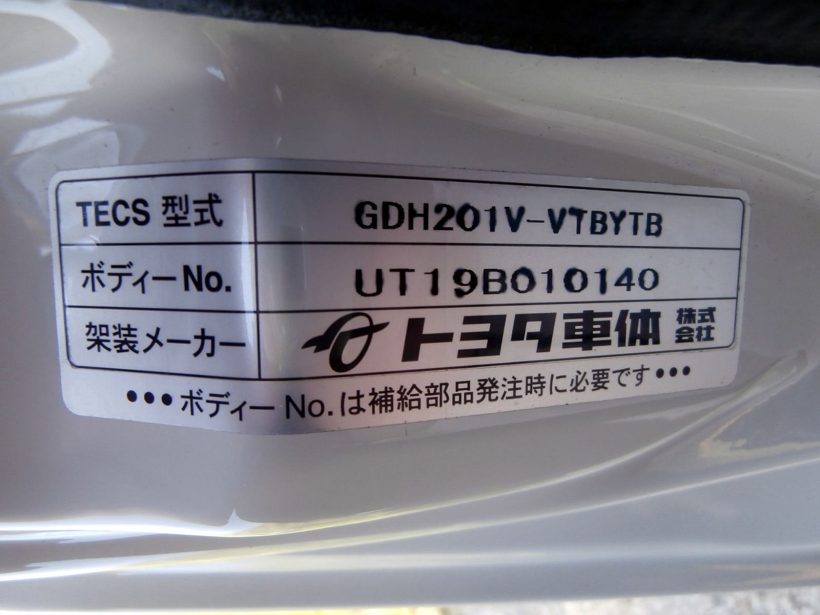 TECS 型式 GDH201V-VTBYTB
ボディーNo. UT19B010140
架装メーカー トヨタ車体 株式会社
•••ボディーNo.は補給部品発注時に必要です•••